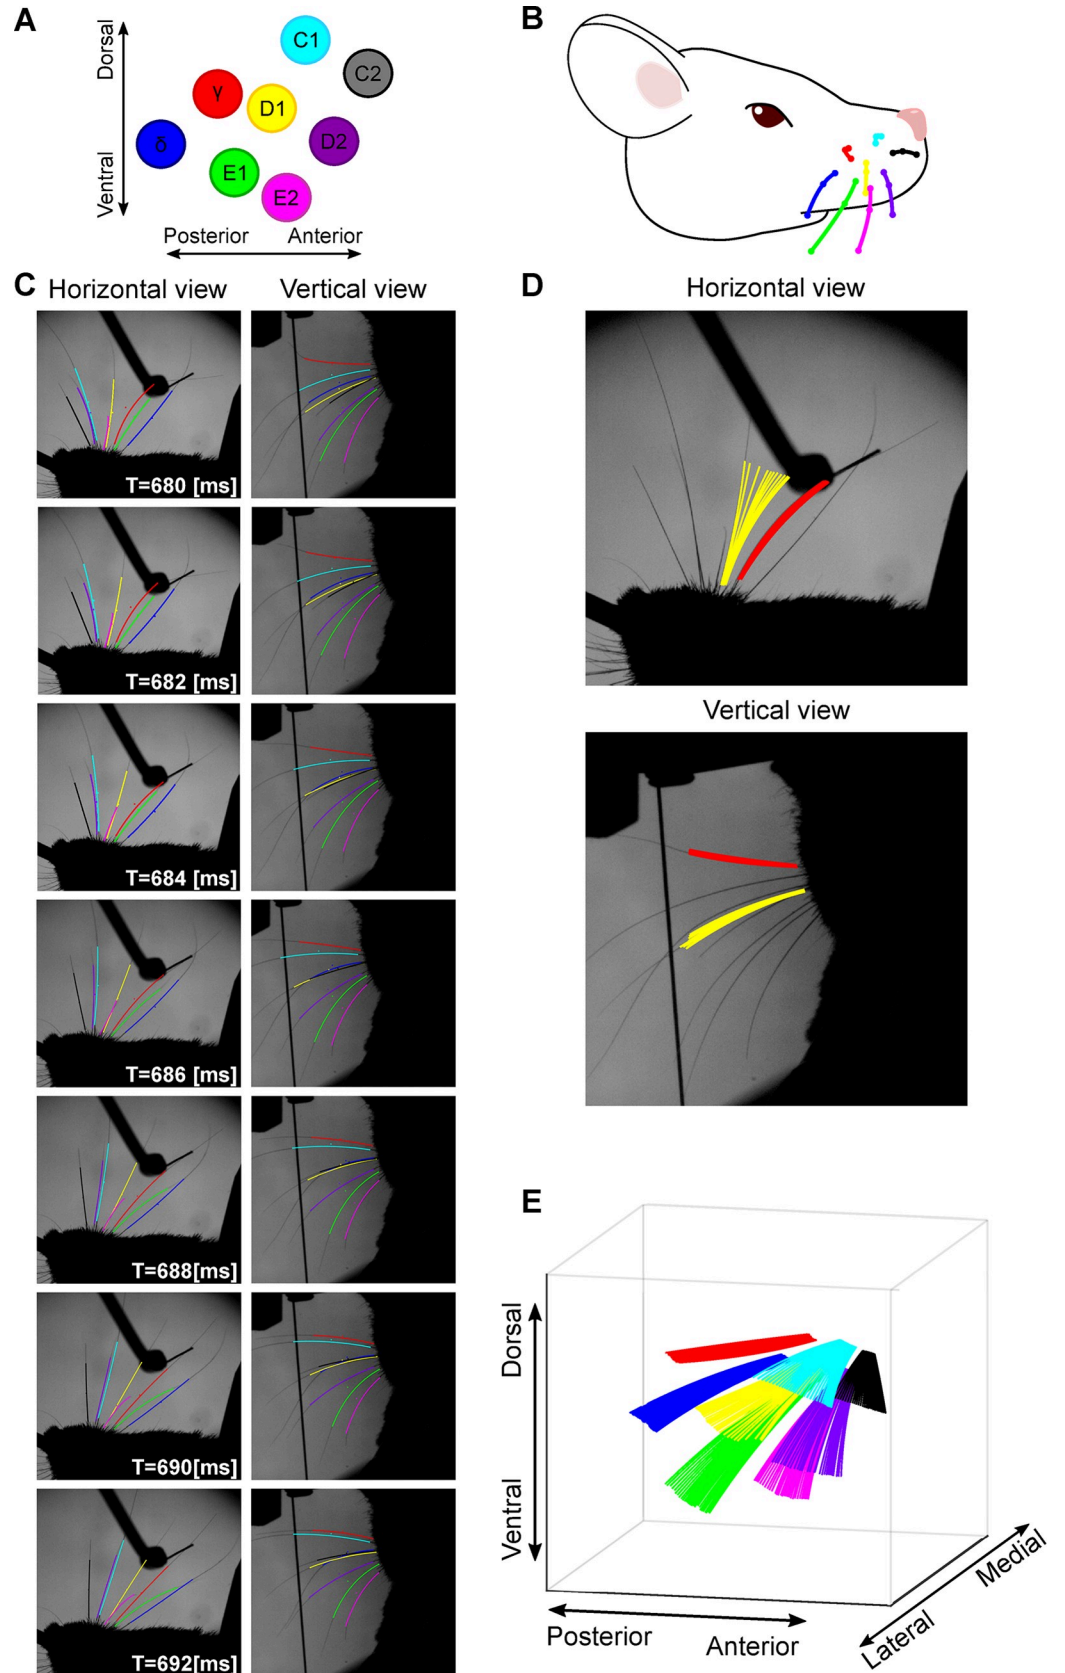 A
Dorsal
Ventral
C1
C2
γ
D1
D2
δ
E1
E2
Posterior Anterior
B
C
Horizontal view Vertical view
T=680 [ms]
T=682 [ms]
T=684 [ms]
T=686 [ms]
T=688[ms]
T=690[ms]
T=692[ms]
D
Horizontal view
Vertical view
E
Dorsal
Ventral
Posterior Anterior
Lateral Medial